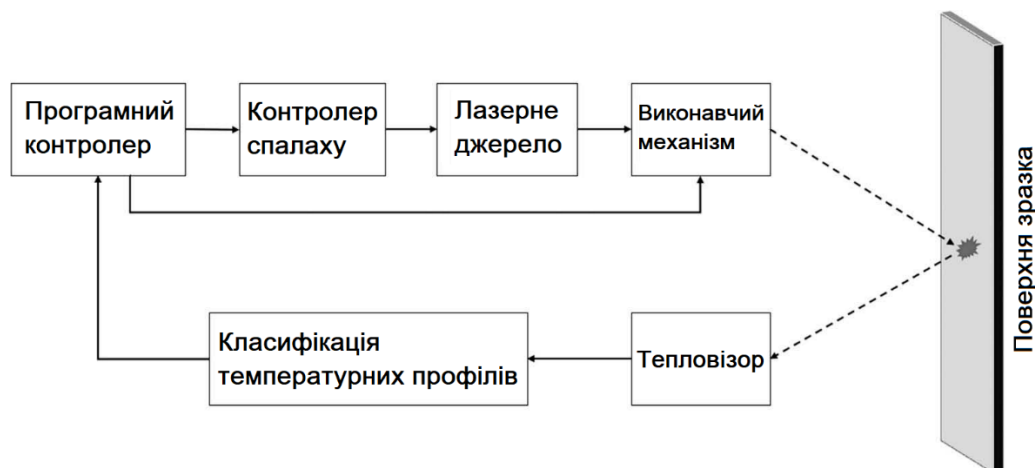 Програмний
контролер
Контролер
спалаху
Лазерне
джерело
Виконавчий
механізм
Класифікація
температурних профілів
Тепловізор
Поверхня зразка